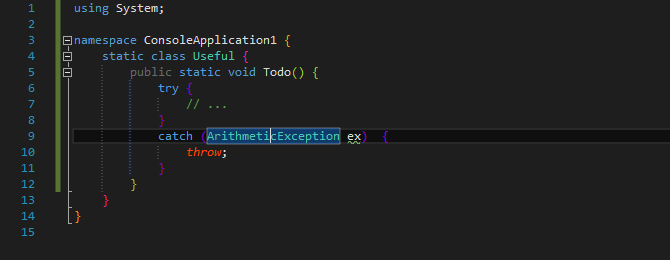 1 using System;
2
3 namespace ConsoleApplication1 {
4 static class Useful {
5 public static void Todo() {
6 try {
7 // ...
8 }
9 catch (ArithmeticException ex) {
10 throw;
11 }
12 }
13 }
14 }
15